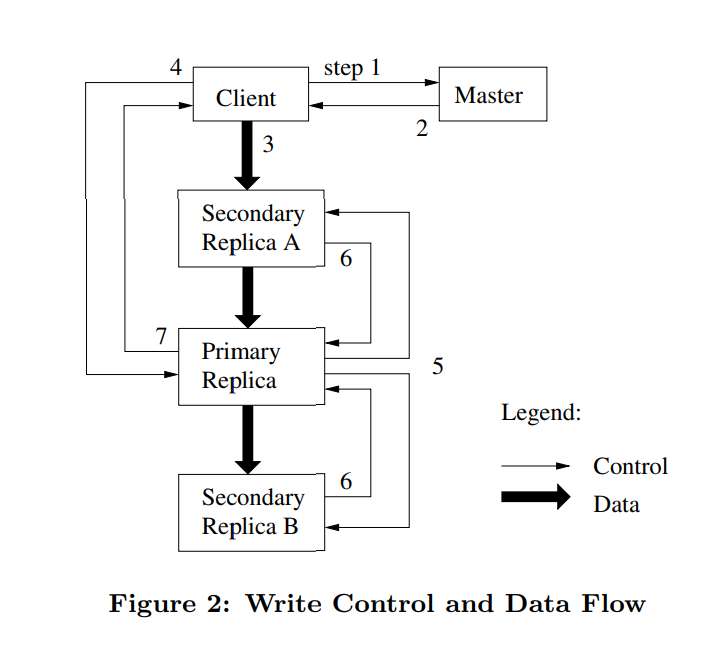 4
step 1
Client
Master
2
3
Secondary
Replica A
6
7
Primary
Replica
5
Legend:
Control
6
Secondary
Replica B
Data
Figure 2: Write Control and Data Flow